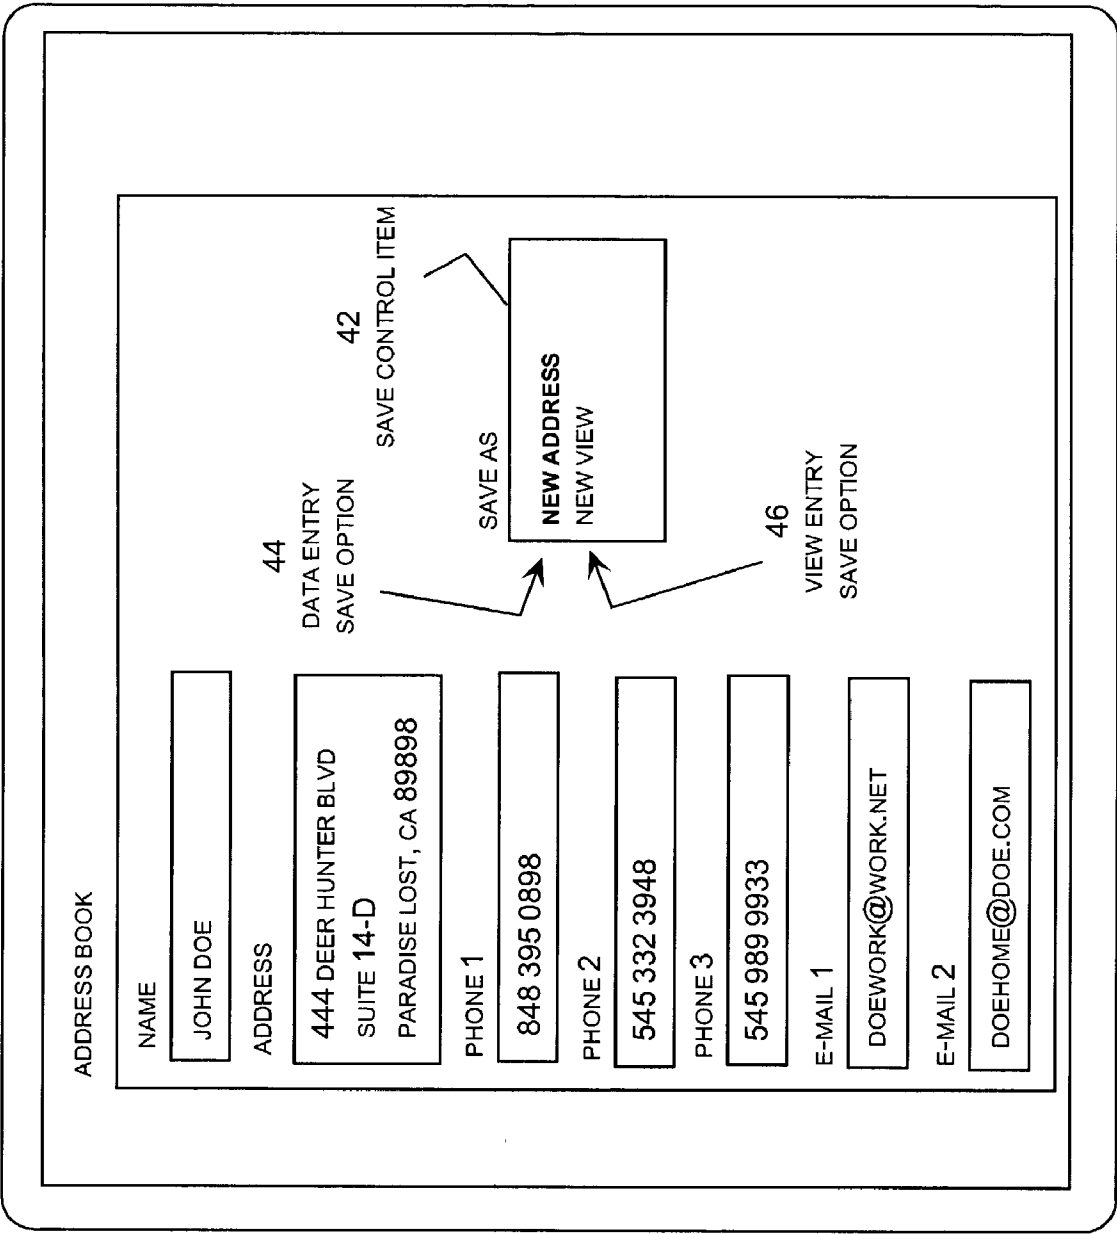 ADDRESS BOOK
NAME
JOHN DOE
ADDRESS
444 DEER HUNTER BLVD
SUITE 14-D
PARADISE LOST, CA 89898
PHONE 1
848 395 0898
PHONE 2
545 332 3948
PHONE 3
545 989 9933
E-MAIL 1
DOEWORK@WORK.NET
E-MAIL 2
DOEHOME@DOE.COM
44
DATA ENTRY
SAVE OPTION
42
SAVE CONTROL ITEM
SAVE AS
NEW ADDRESS
NEW VIEW
46
VIEW ENTRY
SAVE OPTION